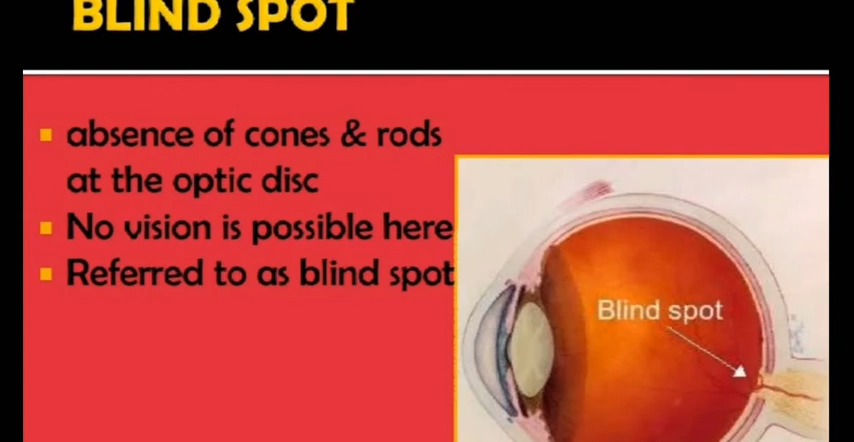 BLIND SPOT
absence of cones & rods
at the optic disc
No vision is possible here
Referred to as blind spot
Blind spot